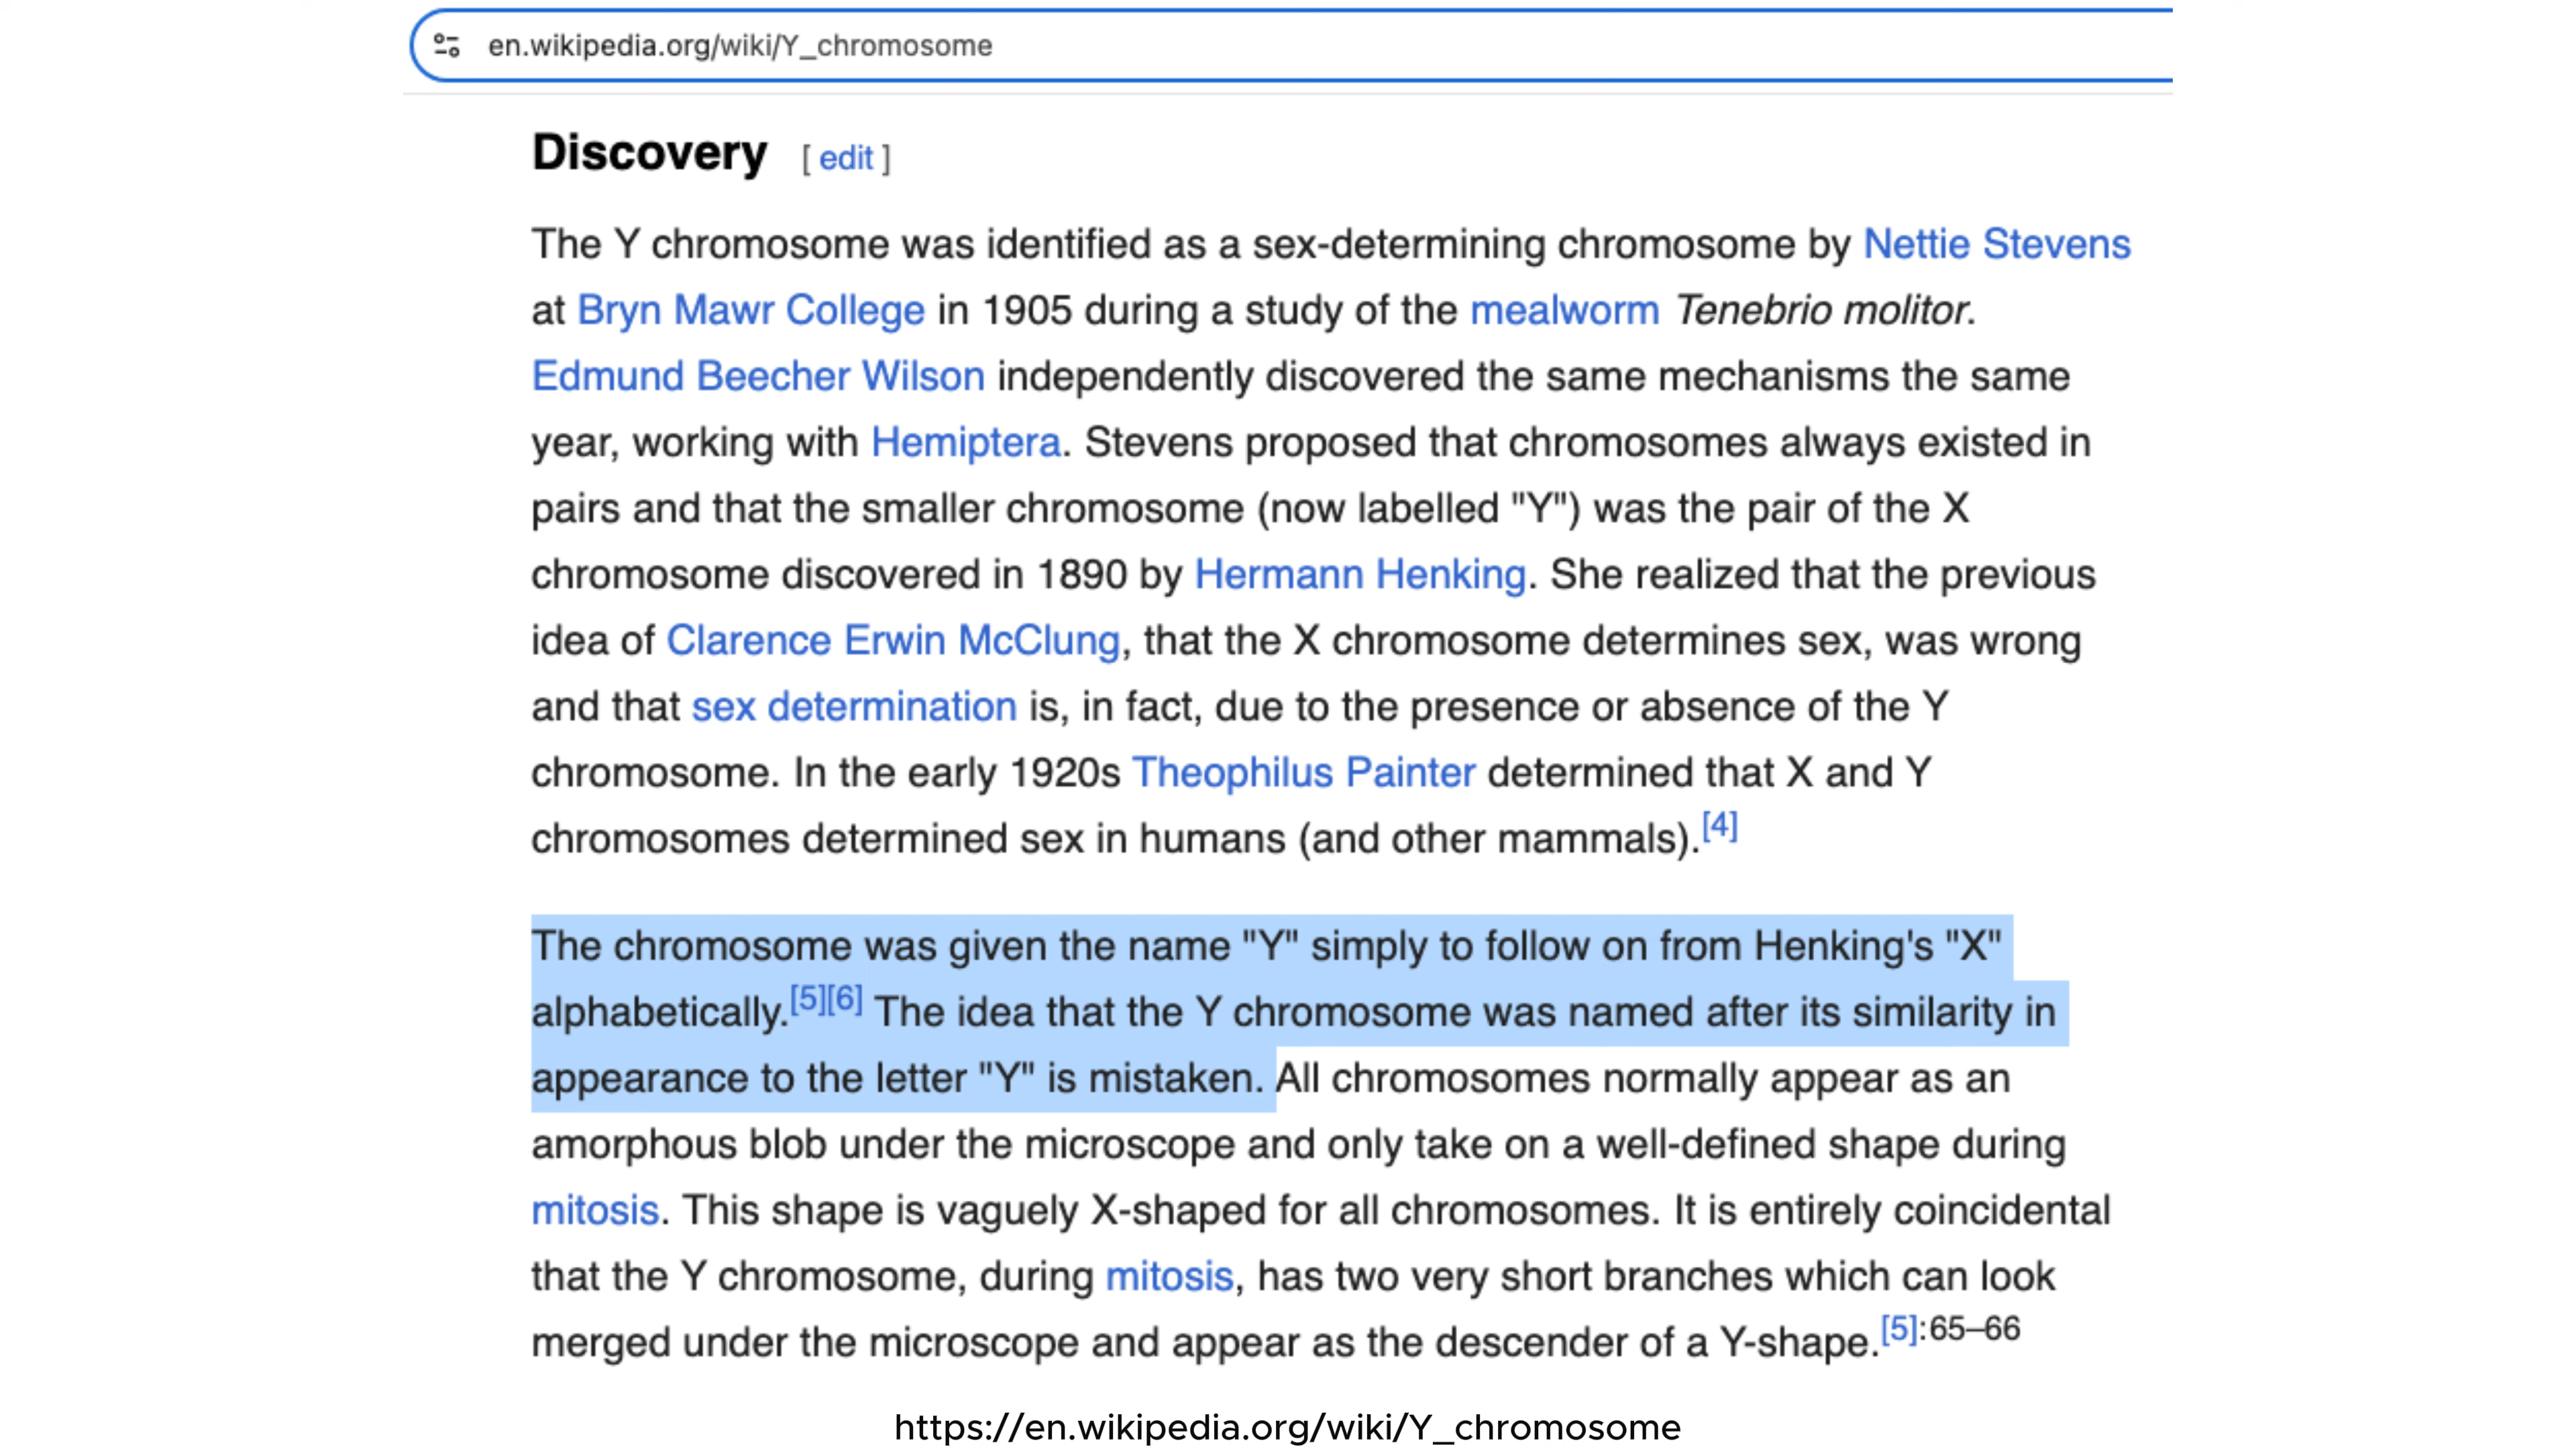 en.wikipedia.org/wiki/Y_chromosome
Discovery [ edit ]
The Y chromosome was identified as a sex-determining chromosome by Nettie Stevens
at Bryn Mawr College in 1905 during a study of the mealworm Tenebrio molitor.
Edmund Beecher Wilson independently discovered the same mechanisms the same
year, working with Hemiptera. Stevens proposed that chromosomes always existed in
pairs and that the smaller chromosome (now labelled "Y") was the pair of the X
chromosome discovered in 1890 by Hermann Henking. She realized that the previous
idea of Clarence Erwin McClung, that the X chromosome determines sex, was wrong
and that sex determination is, in fact, due to the presence or absence of the Y
chromosome. In the early 1920s Theophilus Painter determined that X and Y
chromosomes determined sex in humans (and other mammals).[4]
The chromosome was given the name "Y" simply to follow on from Henking's "X"
alphabetically.[5][6] The idea that the Y chromosome was named after its similarity in
appearance to the letter "Y" is mistaken. All chromosomes normally appear as an
amorphous blob under the microscope and only take on a well-defined shape during
mitosis. This shape is vaguely X-shaped for all chromosomes. It is entirely coincidental
that the Y chromosome, during mitosis, has two very short branches which can look
merged under the microscope and appear as the descender of a Y-shape.[5]:65–66
https://en.wikipedia.org/wiki/Y_chromosome